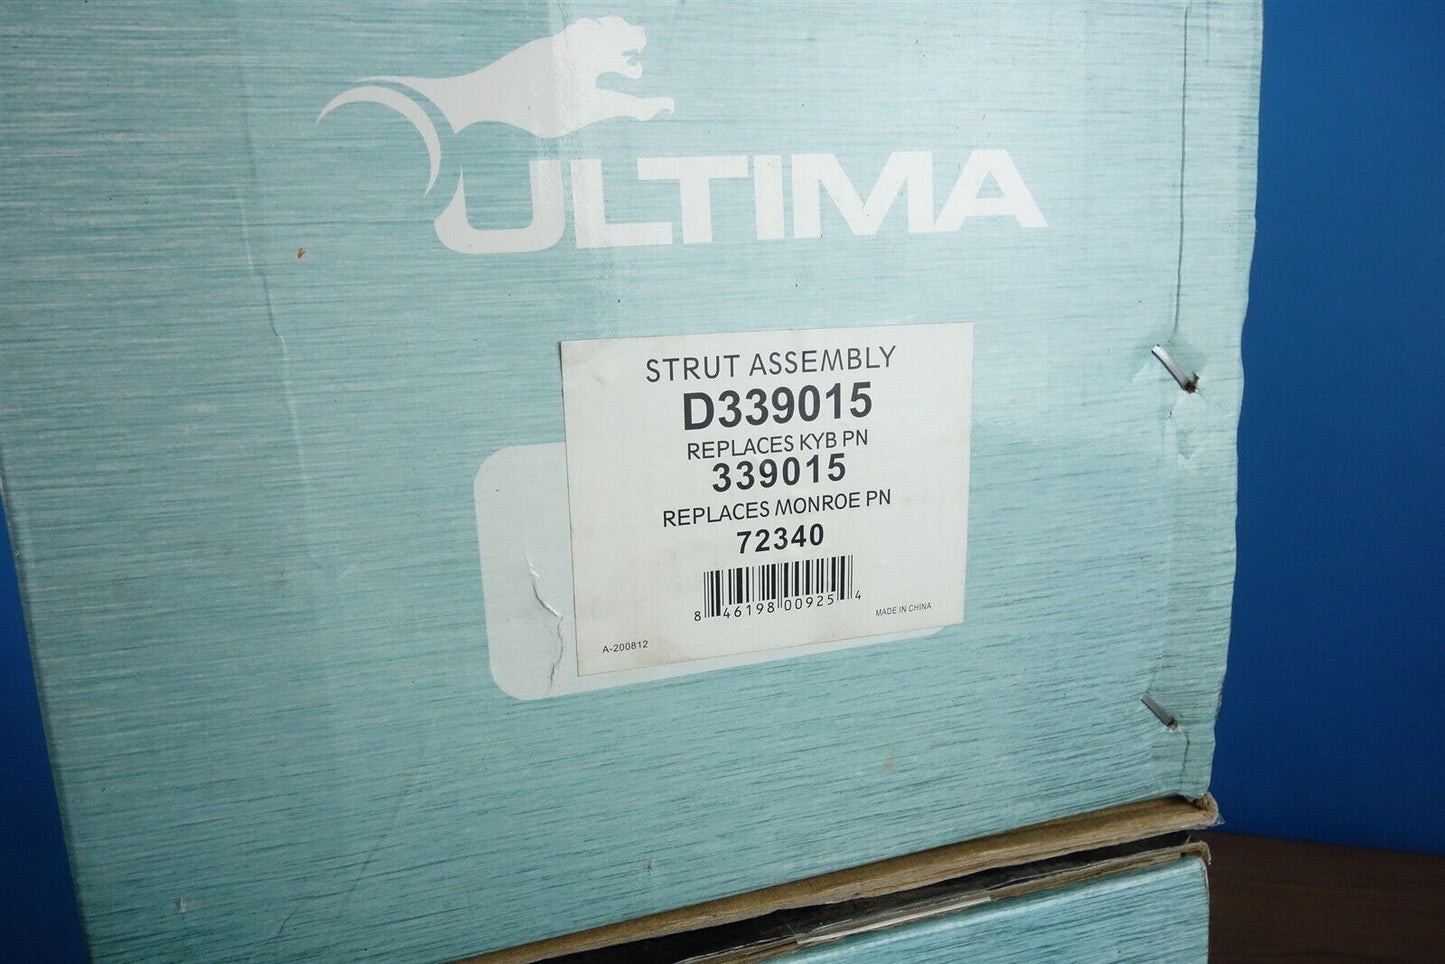 ULTIMA
STRUT ASSEMBLY
D339015
REPLACES KYB PN
339015
REPLACES MONROE PN
72340
8 46198 00925 4
MADE IN CHINA
A-200812